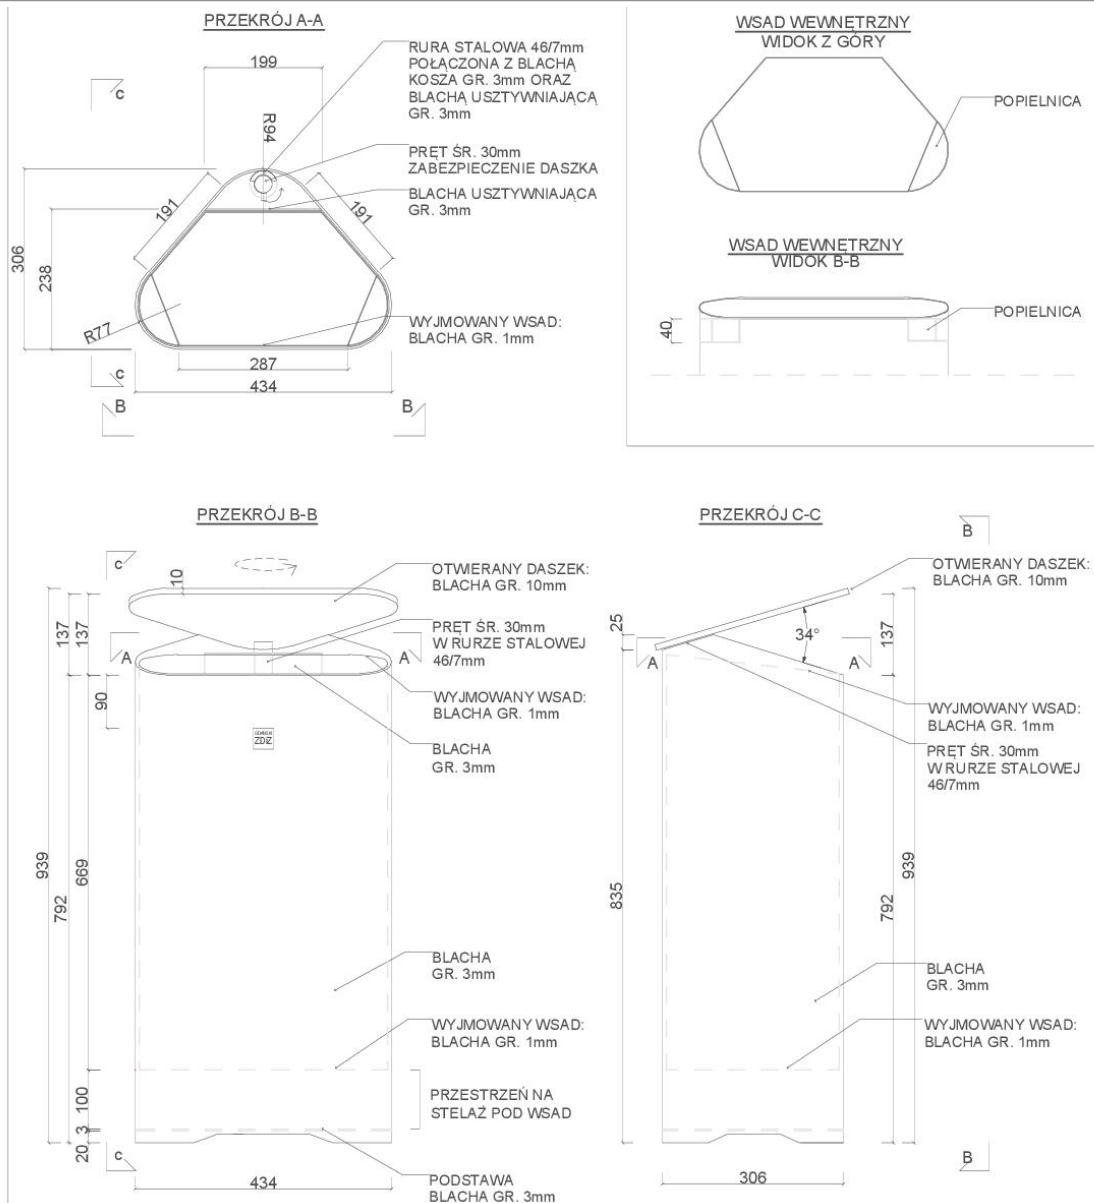 PRZEKRÓJ A-A
199
c
R94
RURA STALOWA 46/7mm
POŁĄCZONA Z BLACHĄ
KOSZA GR. 3mm ORAZ
BLACHĄ USZTYWNIAJĄCĄ
GR. 3mm
PRĘT ŚR. 30mm
ZABEZPIECZENIE DASZKA
BLACHA USZTYWNIAJĄCA
GR. 3mm
191
191
306
238
R77
WYJMOWANY WSAD:
BLACHA GR. 1mm
287
c
434
B
B
WSAD WEWNĘTRZNY
WIDOK Z GÓRY
POPIELNICA
WSAD WEWNĘTRZNY
WIDOK B-B
40
POPIELNICA
PRZEKRÓJ B-B
c
10
OTWIERANY DASZEK:
BLACHA GR. 10mm
137
137
PRĘT ŚR. 30mm
W RURZE STALOWEJ
46/7mm
A
A
90
WYJMOWANY WSAD:
BLACHA GR. 1mm
ZDiZ
BLACHA
GR. 3mm
939
792
669
BLACHA
GR. 3mm
WYJMOWANY WSAD:
BLACHA GR. 1mm
100
PRZESTRZEŃ NA
STELAŻ POD WSAD
3
20
c
434
PODSTAWA
BLACHA GR. 3mm
PRZEKRÓJ C-C
B
OTWIERANY DASZEK:
BLACHA GR. 10mm
25
34°
137
A
A
WYJMOWANY WSAD:
BLACHA GR. 1mm
PRĘT ŚR. 30mm
W RURZE STALOWEJ
46/7mm
835
792
939
BLACHA
GR. 3mm
WYJMOWANY WSAD:
BLACHA GR. 1mm
B
306